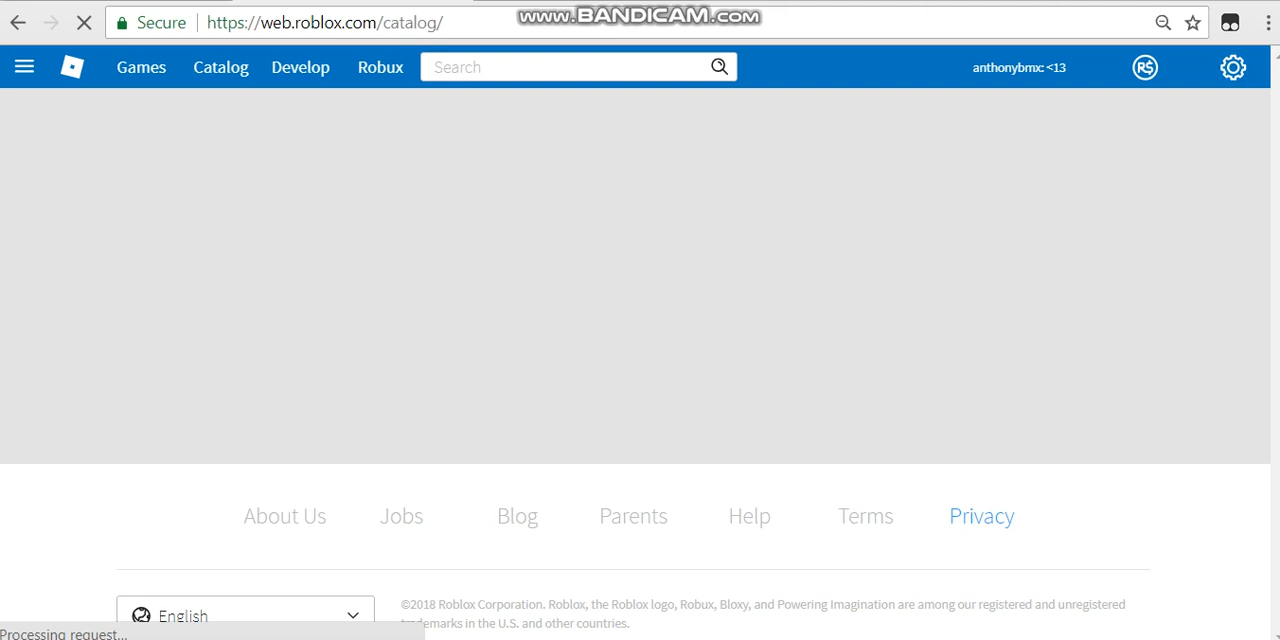 www.BANDICAM.com
Secure https://web.roblox.com/catalog/
Games Catalog Develop Robux Search anthonybmx: <13 R$
About Us Jobs Blog Parents Help Terms Privacy
English
©2018 Roblox Corporation. Roblox, the Roblox logo, Robux, Bloxy, and Powering Imagination are among our registered and unregistered
trademarks in the U.S. and other countries.
Processing request...